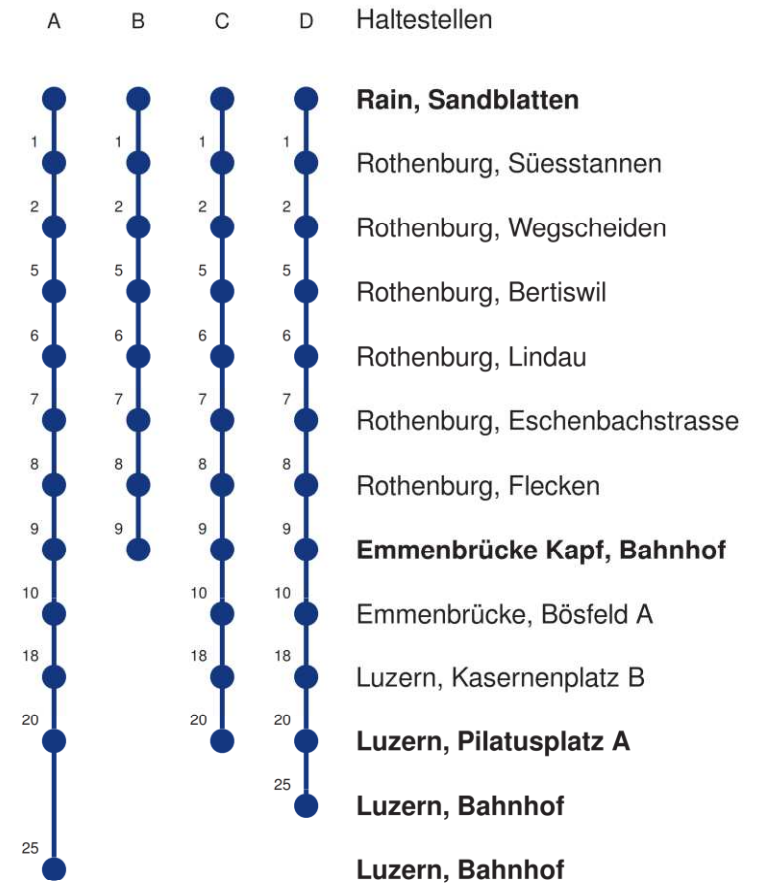 A B C D Haltestellen
Rain, Sandblatten
1 1 1 1 Rothenburg, Süesstannen
2 2 2 2 Rothenburg, Wegscheiden
5 5 5 5 Rothenburg, Bertiswil
6 6 6 6 Rothenburg, Lindau
7 7 7 7 Rothenburg, Eschenbachstrasse
8 8 8 8 Rothenburg, Flecken
9 9 9 9 Emmenbrücke Kapf, Bahnhof
10 10 10 Emmenbrücke, Bösfeld A
18 18 18 Luzern, Kasernenplatz B
20 20 20 Luzern, Pilatusplatz A
25 Luzern, Bahnhof
25 Luzern, Bahnhof